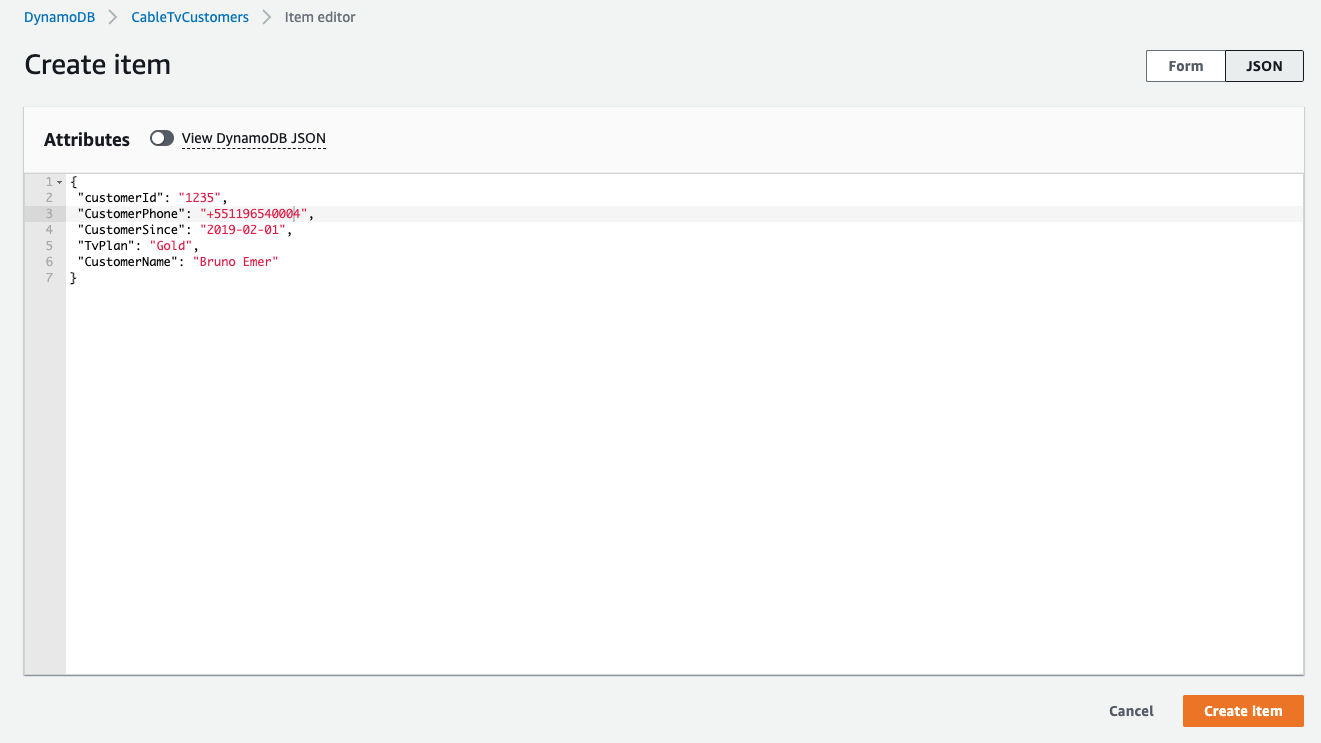 DynamoDB > CableTvCustomers > Item editor
Create item
Form JSON
Attributes View DynamoDB JSON
1 {
2 "customerId": "1235",
3 "CustomerPhone": "+551196540004",
4 "CustomerSince": "2019-02-01",
5 "TvPlan": "Gold",
6 "CustomerName": "Bruno Emer"
7 }
Cancel Create item